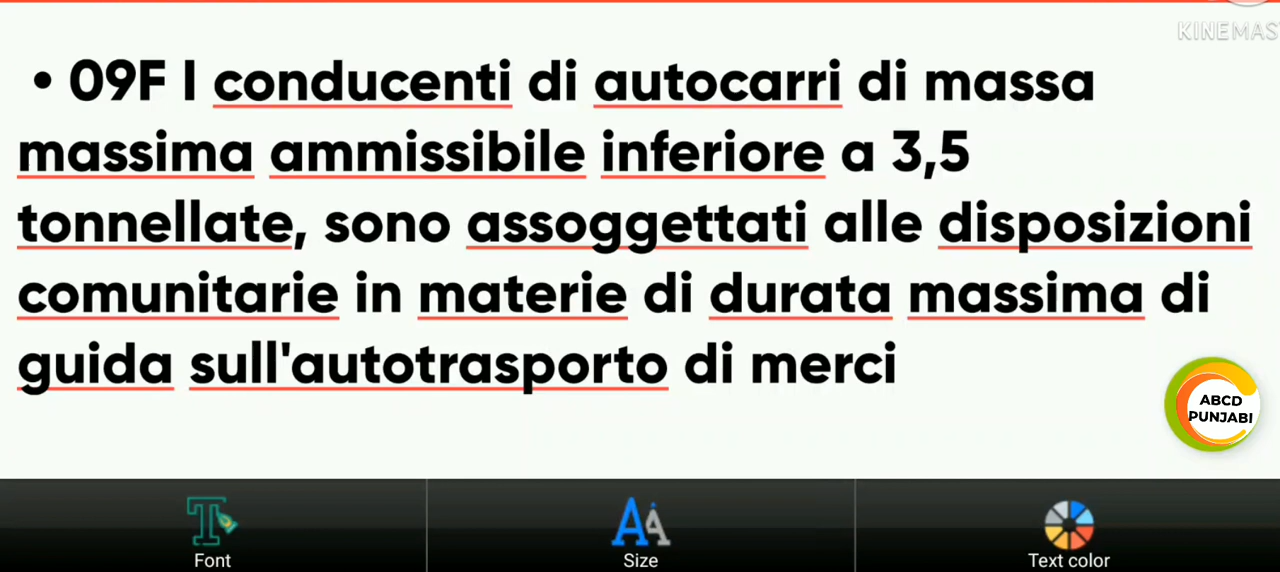 KINEMAS
• 09F I conducenti di autocarri di massa
massima ammissibile inferiore a 3,5
tonnellate, sono assoggettati alle disposizioni
comunitarie in materie di durata massima di
guida sull'autotrasporto di merci
ABCD
PUNJABI
Font
Size
Text color